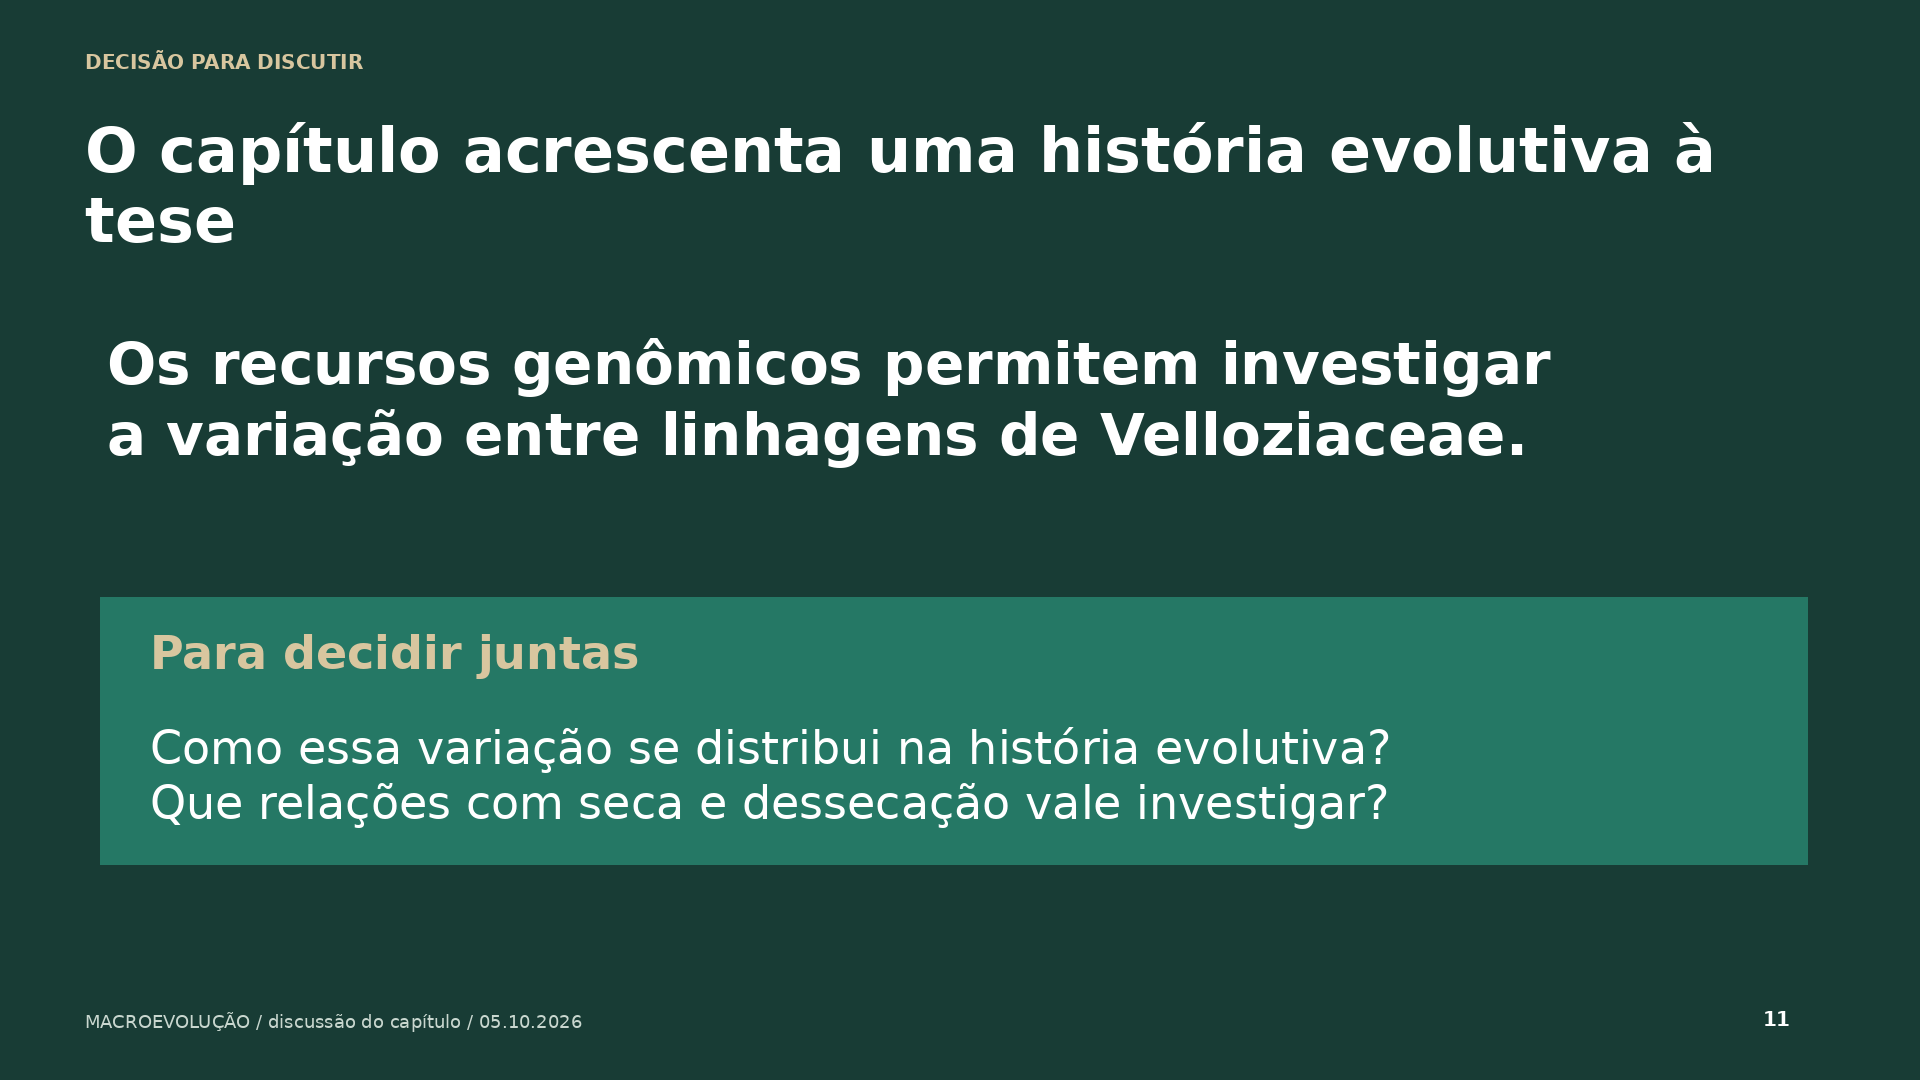 DECISÃO PARA DISCUTIR
O capítulo acrescenta uma história evolutiva à
tese
Os recursos genômicos permitem investigar
a variação entre linhagens de Velloziaceae.
Para decidir juntas
Como essa variação se distribui na história evolutiva?
Que relações com seca e dessecação vale investigar?
MACROEVOLUÇÃO / discussão do capítulo / 05.10.2026
11